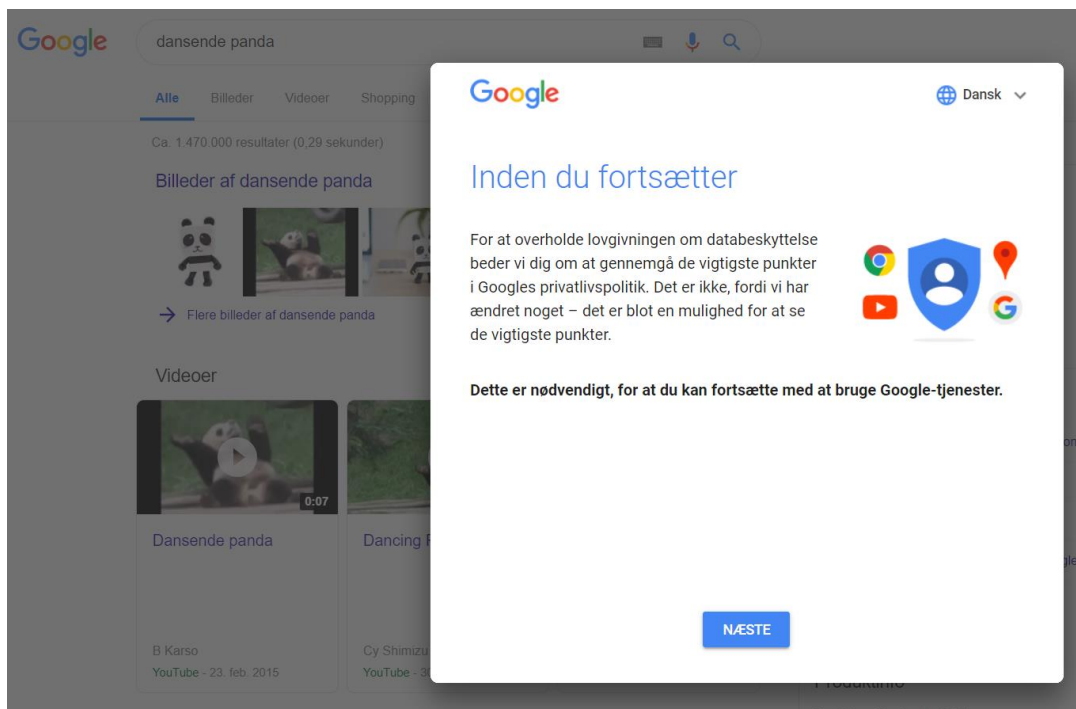 Google
dansende panda
Alle Billeder Videoer Shopping
Ca. 1.470.000 resultater (0,29 sekunder)
Billeder af dansende panda
Flere billeder af dansende panda
Videoer
0:07
Dansende panda
Dancing
B Karso
Cy Shimizu
YouTube - 23. feb. 2015
YouTube - 3
Google
Dansk
Inden du fortsætter
For at overholde lovgivningen om databeskyttelse
beder vi dig om at gennemgå de vigtigste punkter
i Googles privatlivspolitik. Det er ikke, fordi vi har
ændret noget – det er blot en mulighed for at se
de vigtigste punkter.
Dette er nødvendigt, for at du kan fortsætte med at bruge Google-tjenester.
NÆSTE